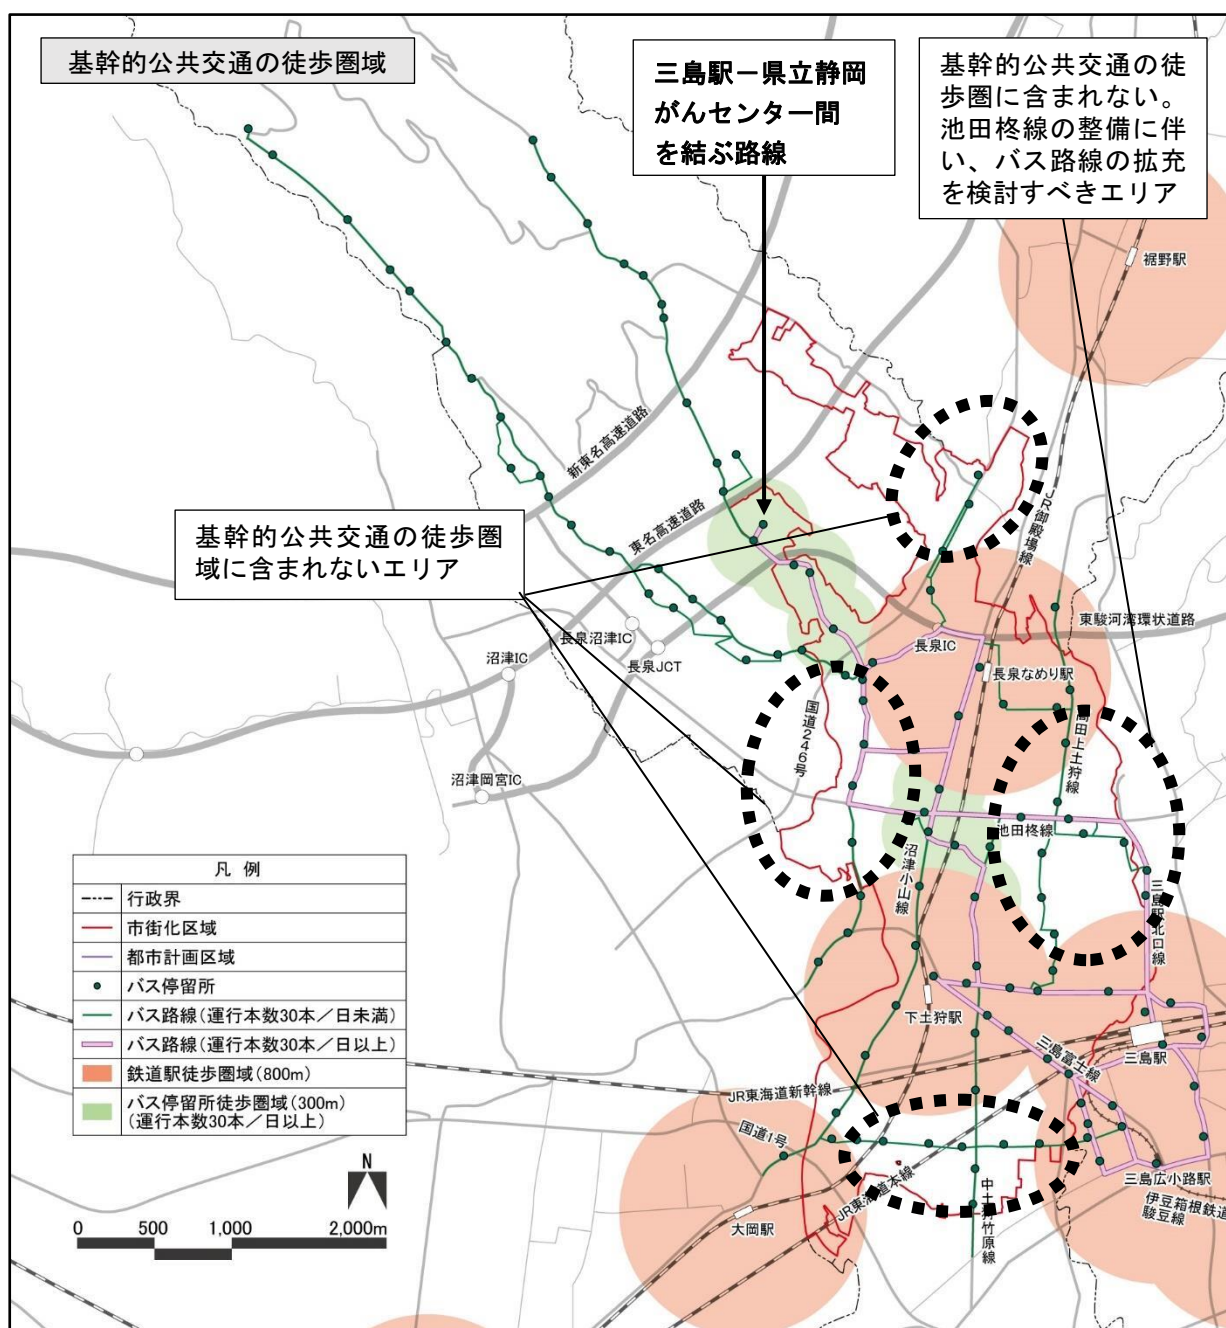 基幹的公共交通の徒歩圏域
三島駅－県立静岡
がんセンター間
を結ぶ路線
基幹的公共交通の徒
歩圏に含まれない。
池田柊線の整備に伴
い、バス路線の拡充
を検討すべきエリア
裾野駅
新東名高速道路
東名高速道路
JR御殿場線
基幹的公共交通の徒歩圏
域に含まれないエリア
東駿河湾環状道路
長泉沼津IC
長泉IC
沼津IC
長泉JCT
長泉なめり駅
国道246号
高田上土狩線
沼津岡宮IC
池田柊線
沼津小山線
三島駅北口線
凡 例
行政界
市街化区域
都市計画区域
バス停留所
バス路線(運行本数30本／日未満)
バス路線(運行本数30本／日以上)
鉄道駅徒歩圏域(800m)
バス停留所徒歩圏域(300m)
(運行本数30本／日以上)
下土狩駅
三島駅
三島富士線
JR東海道新幹線
国道1号
N
0 500 1,000 2,000m
JR東海道本線
大岡駅
中土狩竹原線
三島広小路駅
伊豆箱根鉄道
駿豆線